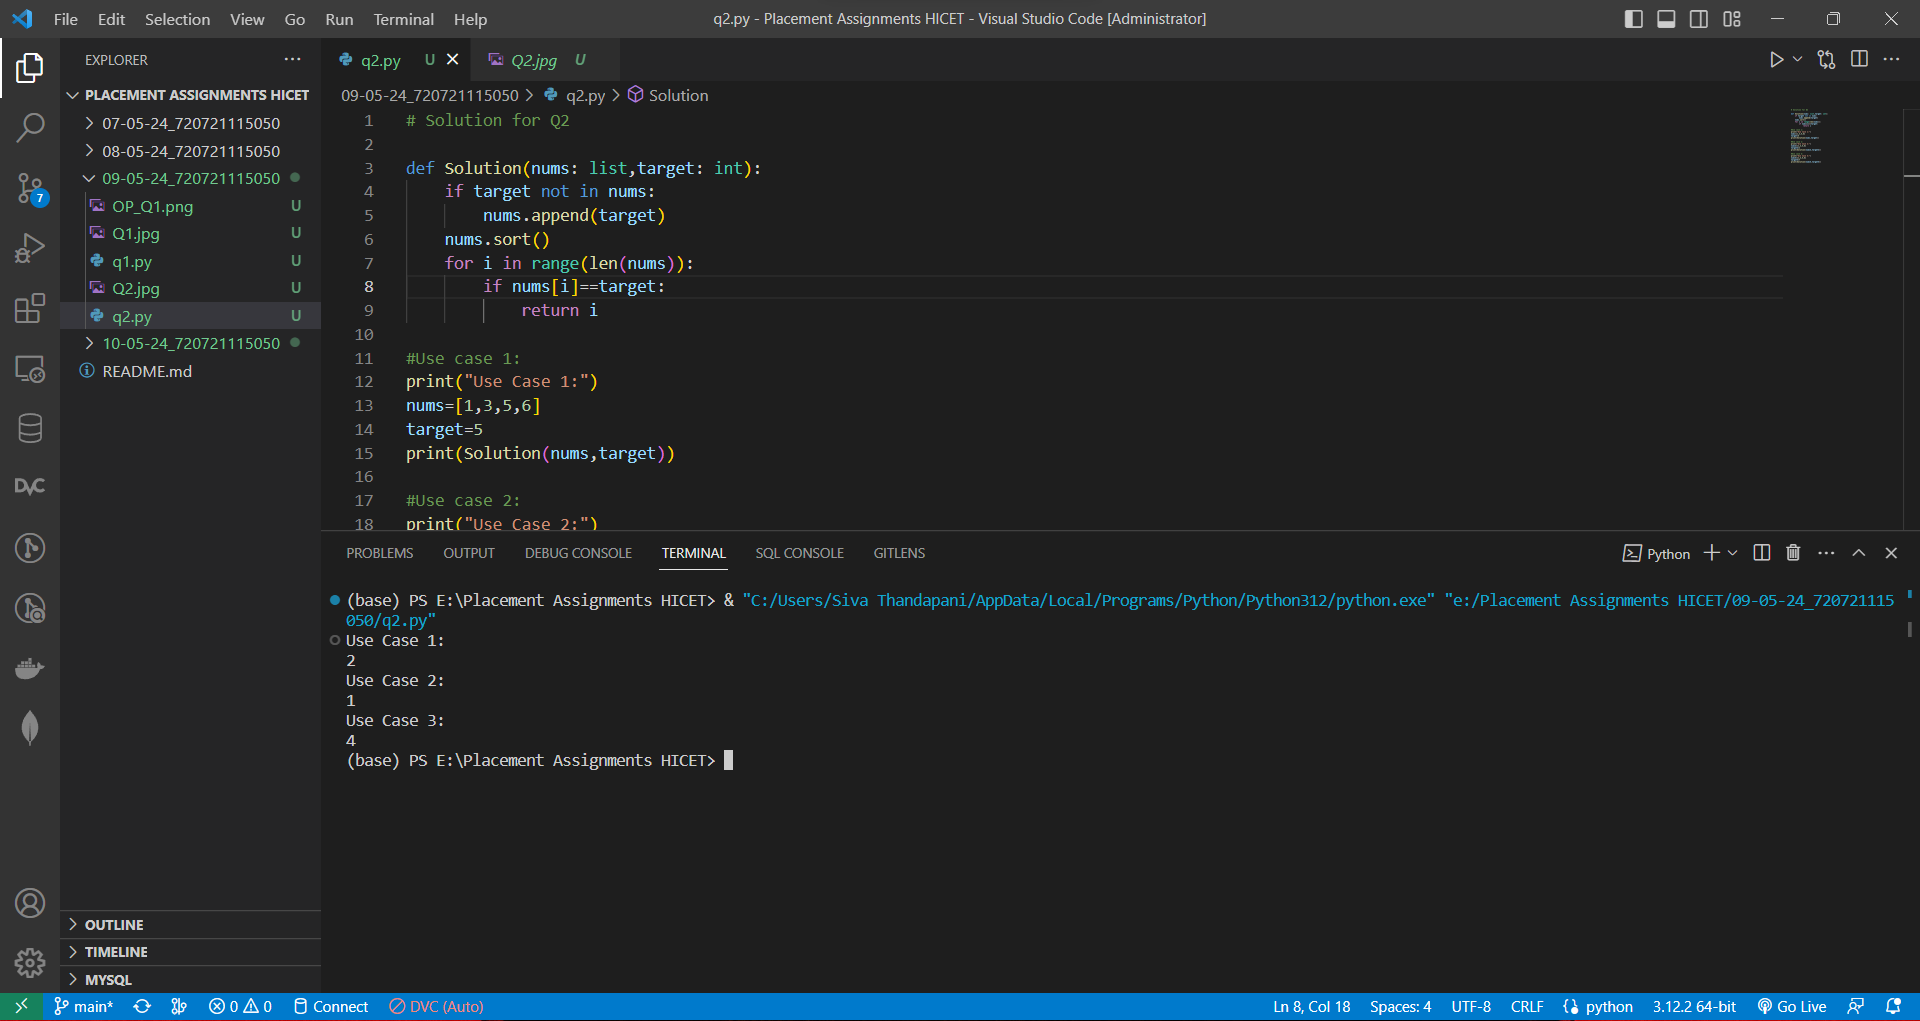 File Edit Selection View Go Run Terminal Help
q2.py - Placement Assignments HICET - Visual Studio Code [Administrator]
EXPLORER
PLACEMENT ASSIGNMENTS HICET
07-05-24_720721115050
08-05-24_720721115050
09-05-24_720721115050
OP_Q1.png U
Q1.jpg U
q1.py U
Q2.jpg U
q2.py U
10-05-24_720721115050
README.md
OUTLINE
TIMELINE
MYSQL
7
DVC
q2.py U Q2.jpg U
09-05-24_720721115050 > q2.py > Solution
1 # Solution for Q2
2
3 def Solution(nums: list,target: int):
4 if target not in nums:
5 nums.append(target)
6 nums.sort()
7 for i in range(len(nums)):
8 if nums[i]==target:
9 return i
10
11 #Use case 1:
12 print("Use Case 1:")
13 nums=[1,3,5,6]
14 target=5
15 print(Solution(nums,target))
16
17 #Use case 2:
18 print("Use Case 2:")
PROBLEMS OUTPUT DEBUG CONSOLE TERMINAL SQL CONSOLE GITLENS
Python
(base) PS E:\Placement Assignments HICET> & "C:/Users/Siva Thandapani/AppData/Local/Programs/Python/Python312/python.exe" "e:/Placement Assignments HICET/09-05-24_720721115
050/q2.py"
Use Case 1:
2
Use Case 2:
1
Use Case 3:
4
(base) PS E:\Placement Assignments HICET>
main* 0 0 Connect DVC (Auto) Ln 8, Col 18 Spaces: 4 UTF-8 CRLF python 3.12.2 64-bit Go Live